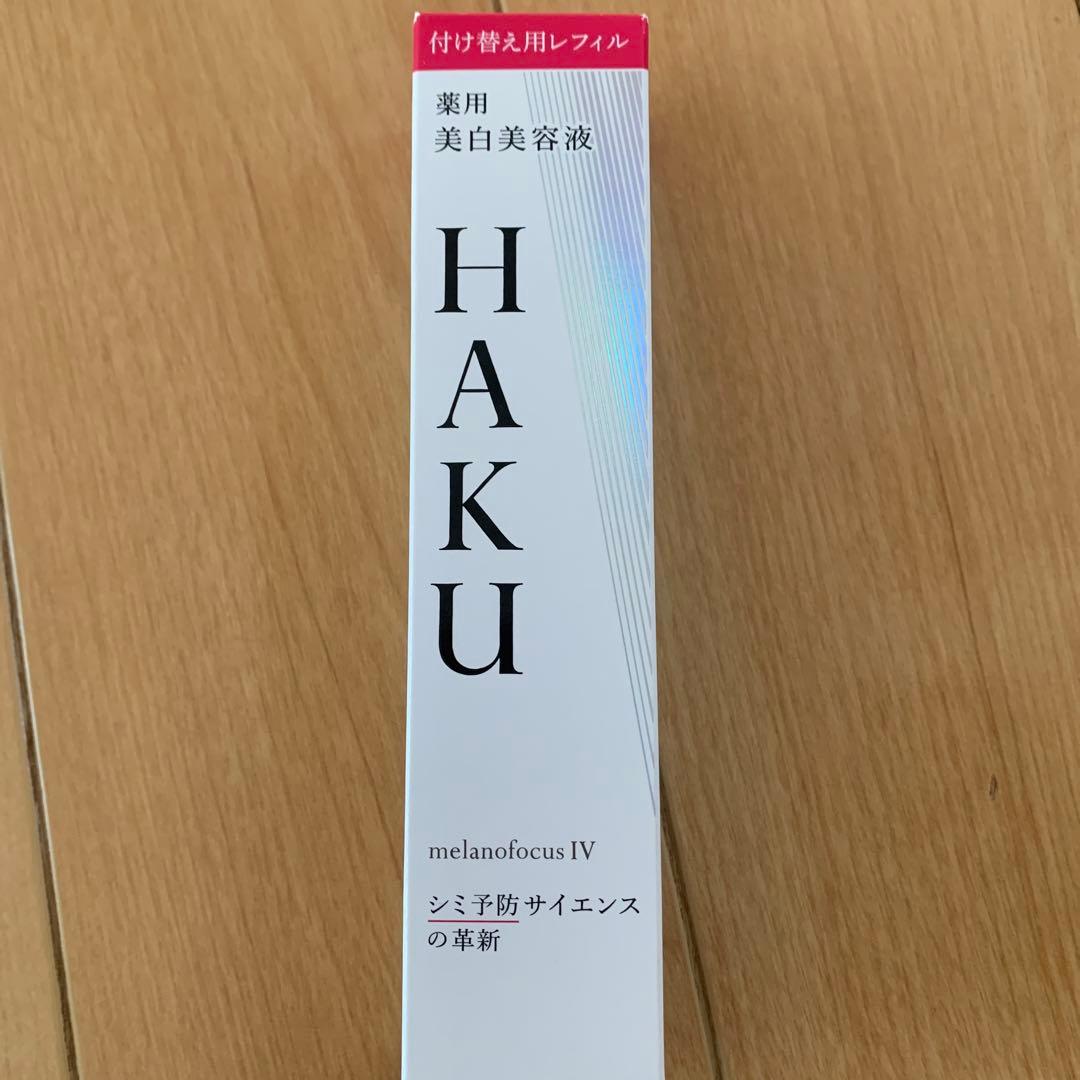 付け替え用レフィル
薬用
美白美容液
HAKU
melanofocus IV
シミ予防サイエンス
の革新